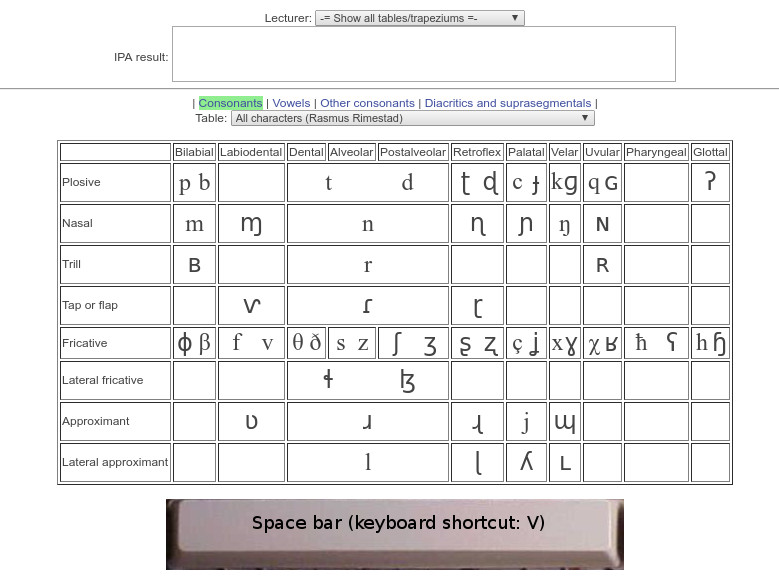 Lecturer: -= Show all tables/trapeziums =-
IPA result:
| Consonants | Vowels | Other consonants | Diacritics and suprasegmentals |
Table: All characters (Rasmus Rimestad)
Bilabial Labiodental Dental Alveolar Postalveolar Retroflex Palatal Velar Uvular Pharyngeal Glottal
Plosive p b t d ʈ ɖ c ɟ k ɡ q ɢ ʔ
Nasal m ɱ n ɳ ɲ ŋ ɴ
Trill ʙ r ʀ
Tap or flap ⱱ ɾ ɽ
Fricative ɸ β f v θ ð s z ʃ ʒ ʂ ʐ ç ʝ x ɣ χ ʁ ħ ʕ h ɧ
Lateral fricative ɬ ɮ
Approximant ʋ ɹ ɻ j ɰ
Lateral approximant l ɭ ʎ ʟ
Space bar (keyboard shortcut: V)